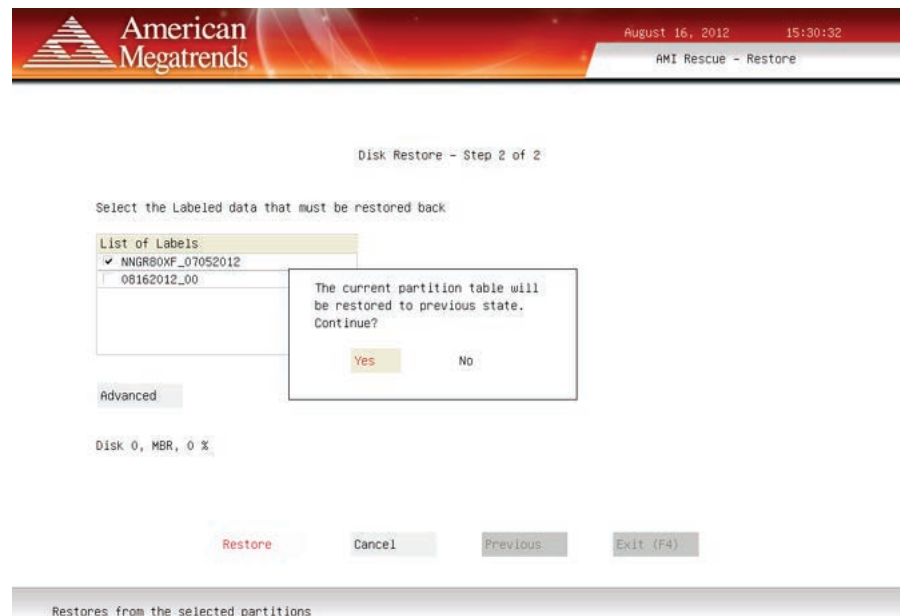 American
Megatrends
August 16, 2012 15:30:32
AMI Rescue - Restore
Disk Restore - Step 2 of 2
Select the Labeled data that must be restored back
List of Labels
NNGR80XF_07052012
08162012_00
The current partition table will
be restored to previous state.
Continue?
Yes No
Advanced
Disk 0, MBR, 0 %
Restore Cancel Previous Exit (F4)
Restores from the selected partitions